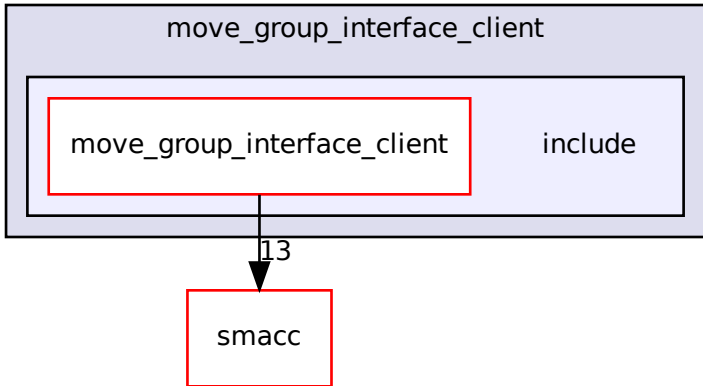 move_group_interface_client
move_group_interface_client
include
13
smacc